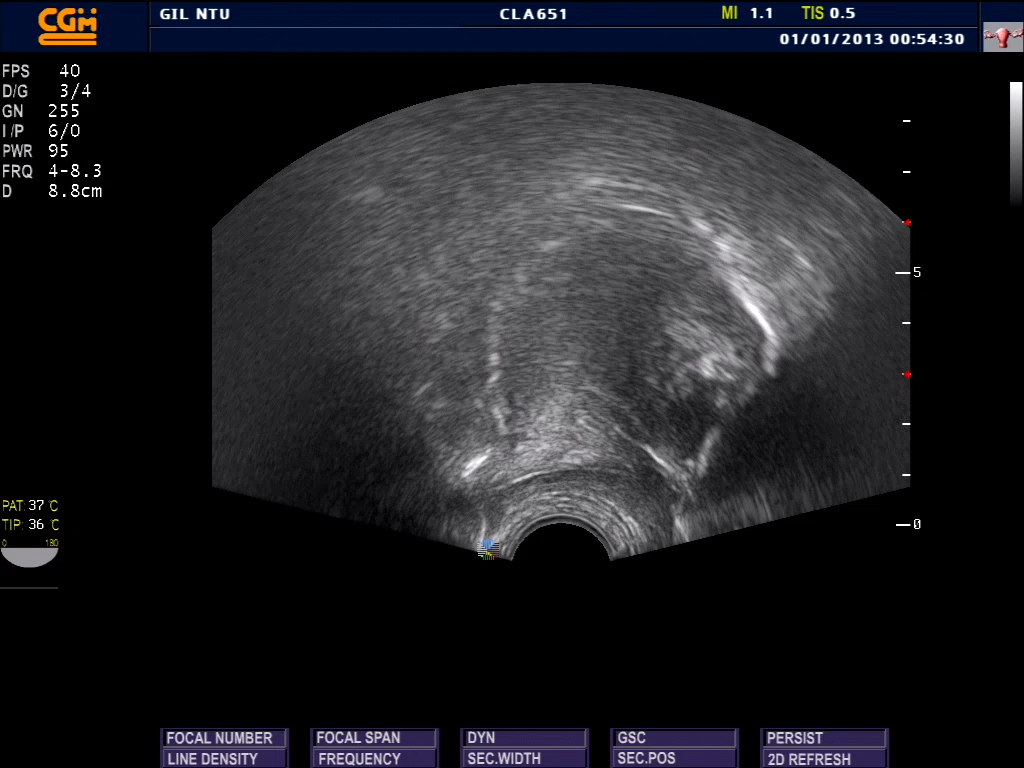 CGM
GIL NTU CLA651 MI 1.1 TIS 0.5
01/01/2013 00:54:30
FPS 40
D/G 3/4
GN 255
I/P 6/0
PWR 95
FRQ 4-8.3
D 8.8cm
5
PAT: 37 °C
TIP: 36 °C
0 180
0
FOCAL NUMBER FOCAL SPAN DYN GSC PERSIST
LINE DENSITY FREQUENCY SEC.WIDTH SEC.POS 2D REFRESH